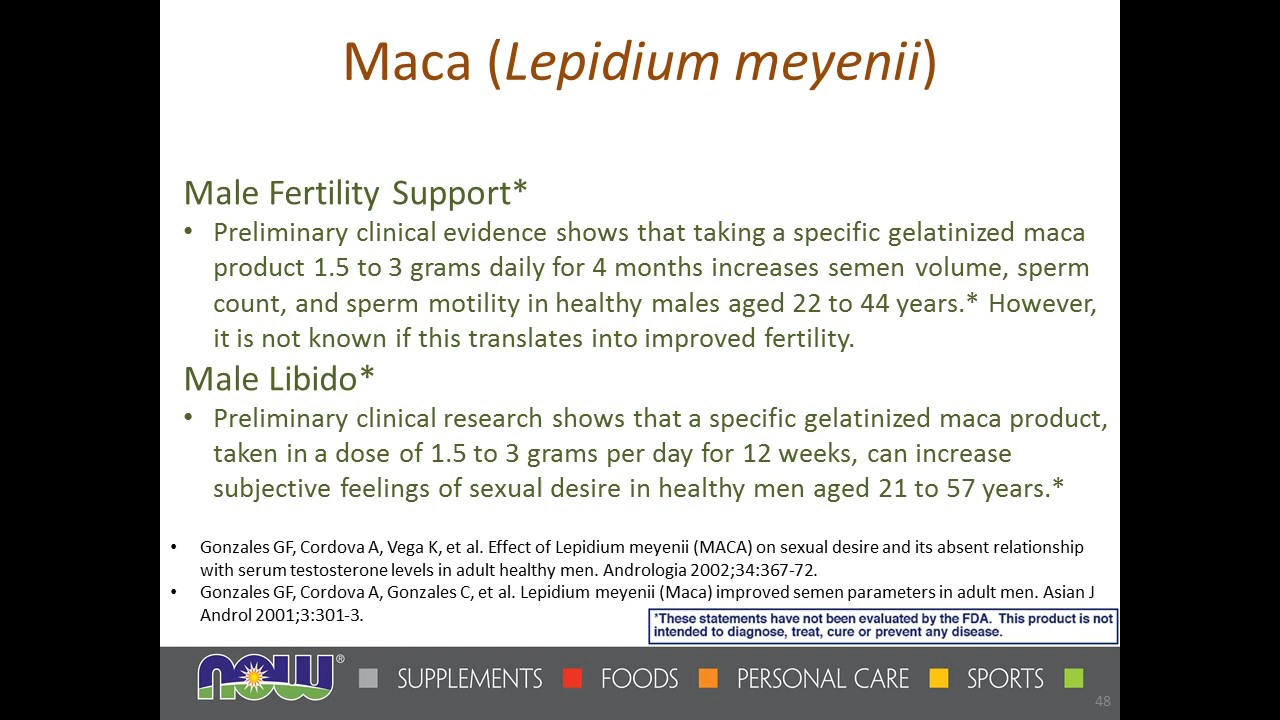 Maca (Lepidium meyenii)
Male Fertility Support*
• Preliminary clinical evidence shows that taking a specific gelatinized maca
product 1.5 to 3 grams daily for 4 months increases semen volume, sperm
count, and sperm motility in healthy males aged 22 to 44 years.* However,
it is not known if this translates into improved fertility.
Male Libido*
• Preliminary clinical research shows that a specific gelatinized maca product,
taken in a dose of 1.5 to 3 grams per day for 12 weeks, can increase
subjective feelings of sexual desire in healthy men aged 21 to 57 years.*
• Gonzales GF, Cordova A, Vega K, et al. Effect of Lepidium meyenii (MACA) on sexual desire and its absent relationship
with serum testosterone levels in adult healthy men. Andrologia 2002;34:367-72.
• Gonzales GF, Cordova A, Gonzales C, et al. Lepidium meyenii (Maca) improved semen parameters in adult men. Asian J
Androl 2001;3:301-3.
*These statements have not been evaluated by the FDA. This product is not
intended to diagnose, treat, cure or prevent any disease.
now® SUPPLEMENTS FOODS PERSONAL CARE SPORTS
48